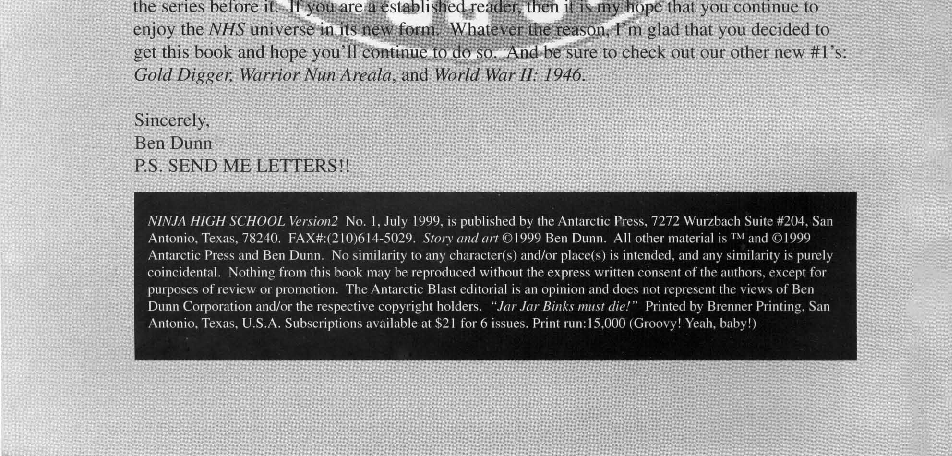 the series before it. If you are a established reader, then it is my hope that you continue to
enjoy the NHS universe in its new form. Whatever the reason, I'm glad that you decided to
get this book and hope you'll continue to do so. And be sure to check out our other new #1's:
Gold Digger, Warrior Nun Areala, and World War II: 1946.
Sincerely,
Ben Dunn
P.S. SEND ME LETTERS!!
NINJA HIGH SCHOOL Version2 No. 1, July 1999, is published by the Antarctic Press, 7272 Wurzbach Suite #204, San
Antonio, Texas, 78240. FAX#:(210)614-5029. Story and art ©1999 Ben Dunn. All other material is ™ and ©1999
Antarctic Press and Ben Dunn. No similarity to any character(s) and/or place(s) is intended, and any similarity is purely
coincidental. Nothing from this book may be reproduced without the express written consent of the authors, except for
purposes of review or promotion. The Antarctic Blast editorial is an opinion and does not represent the views of Ben
Dunn Corporation and/or the respective copyright holders. "Jar Jar Binks must die!" Printed by Brenner Printing, San
Antonio, Texas, U.S.A. Subscriptions available at $21 for 6 issues. Print run:15,000 (Groovy! Yeah, baby!)